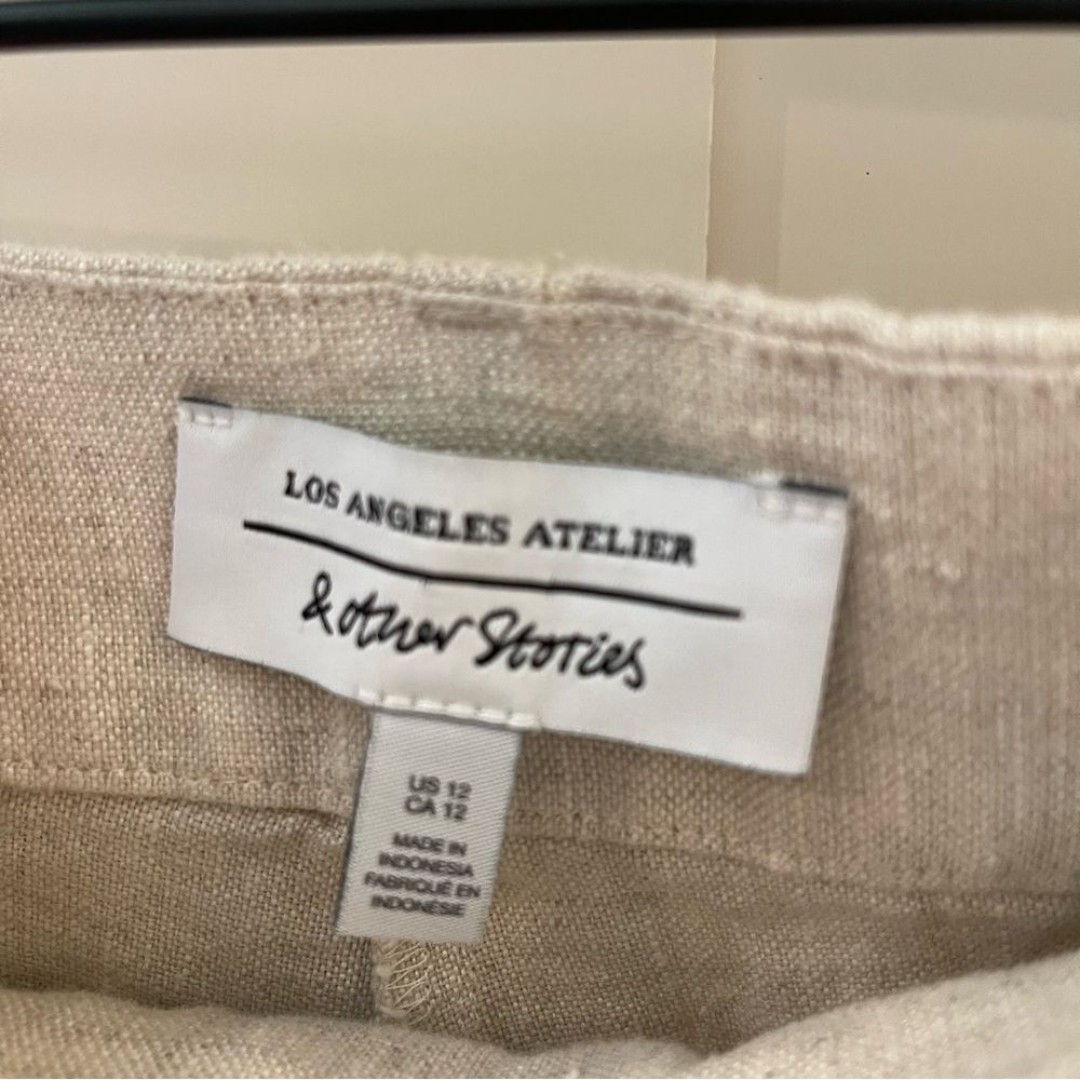 LOS ANGELES ATELIER
& other Stories
US 12
CA 12
MADE IN
INDONESIA
FABRIQUÉ EN
INDONÉSIE